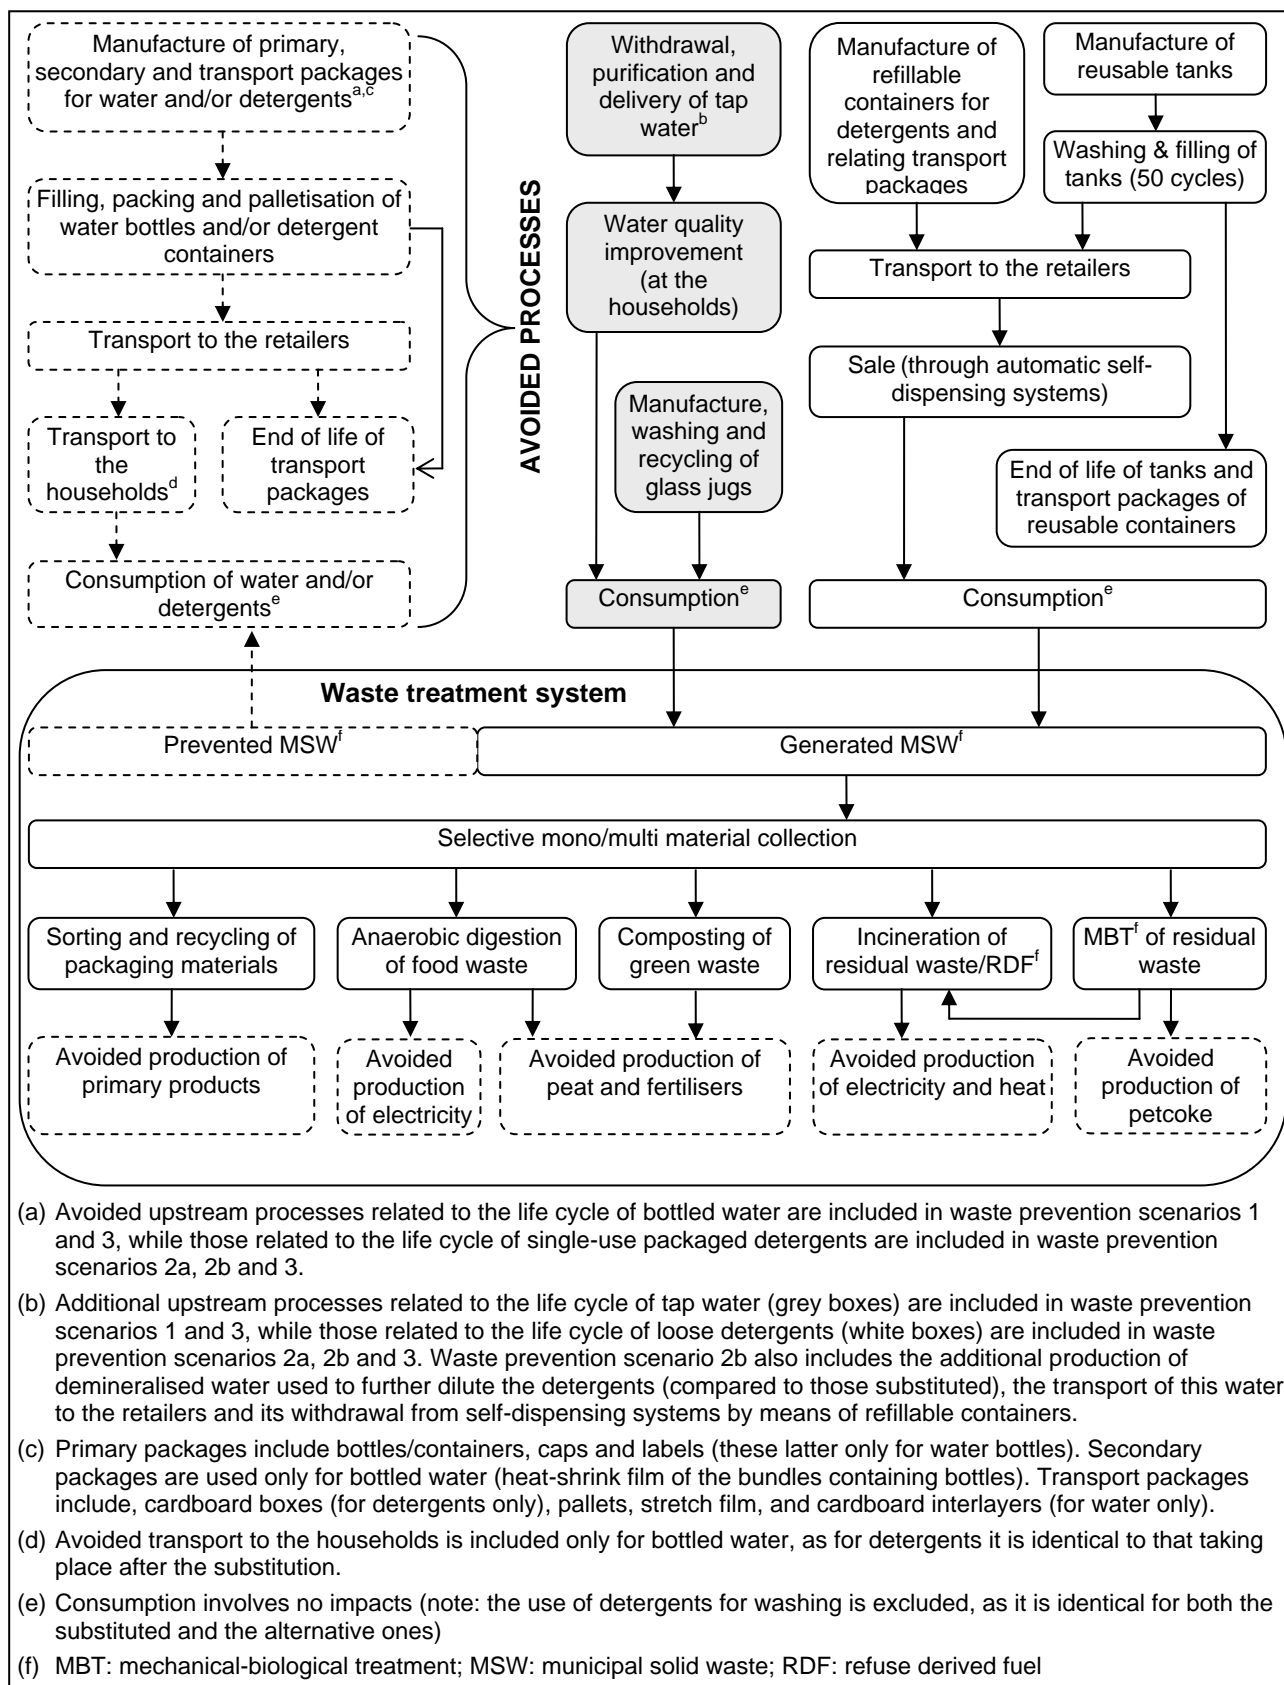 Manufacture of primary,
secondary and transport packages
for water and/or detergents^a,c
Filling, packing and palletisation of
water bottles and/or detergent
containers
Transport to the retailers
Transport to
the
households^d
End of life of
transport
packages
Consumption of water and/or
detergents^e
AVOIDED PROCESSES
Withdrawal,
purification and
delivery of tap
water^b
Water quality
improvement
(at the
households)
Manufacture,
washing and
recycling of
glass jugs
Consumption^e
Manufacture of
refillable
containers for
detergents and
relating transport
packages
Manufacture of
reusable tanks
Washing & filling of
tanks (50 cycles)
Transport to the retailers
Sale (through automatic self-
dispensing systems)
End of life of tanks and
transport packages of
reusable containers
Consumption^e
Waste treatment system
Prevented MSW^f
Generated MSW^f
Selective mono/multi material collection
Sorting and recycling of
packaging materials
Anaerobic digestion
of food waste
Composting of
green waste
Incineration of
residual waste/RDF^f
MBT^f of residual
waste
Avoided production of
primary products
Avoided
production
of electricity
Avoided production of
peat and fertilisers
Avoided production
of electricity and heat
Avoided
production of
petcoke
(a) Avoided upstream processes related to the life cycle of bottled water are included in waste prevention scenarios 1
and 3, while those related to the life cycle of single-use packaged detergents are included in waste prevention
scenarios 2a, 2b and 3.
(b) Additional upstream processes related to the life cycle of tap water (grey boxes) are included in waste prevention
scenarios 1 and 3, while those related to the life cycle of loose detergents (white boxes) are included in waste
prevention scenarios 2a, 2b and 3. Waste prevention scenario 2b also includes the additional production of
demineralised water used to further dilute the detergents (compared to those substituted), the transport of this water
to the retailers and its withdrawal from self-dispensing systems by means of refillable containers.
(c) Primary packages include bottles/containers, caps and labels (these latter only for water bottles). Secondary
packages are used only for bottled water (heat-shrink film of the bundles containing bottles). Transport packages
include, cardboard boxes (for detergents only), pallets, stretch film, and cardboard interlayers (for water only).
(d) Avoided transport to the households is included only for bottled water, as for detergents it is identical to that taking
place after the substitution.
(e) Consumption involves no impacts (note: the use of detergents for washing is excluded, as it is identical for both the
substituted and the alternative ones)
(f) MBT: mechanical-biological treatment; MSW: municipal solid waste; RDF: refuse derived fuel